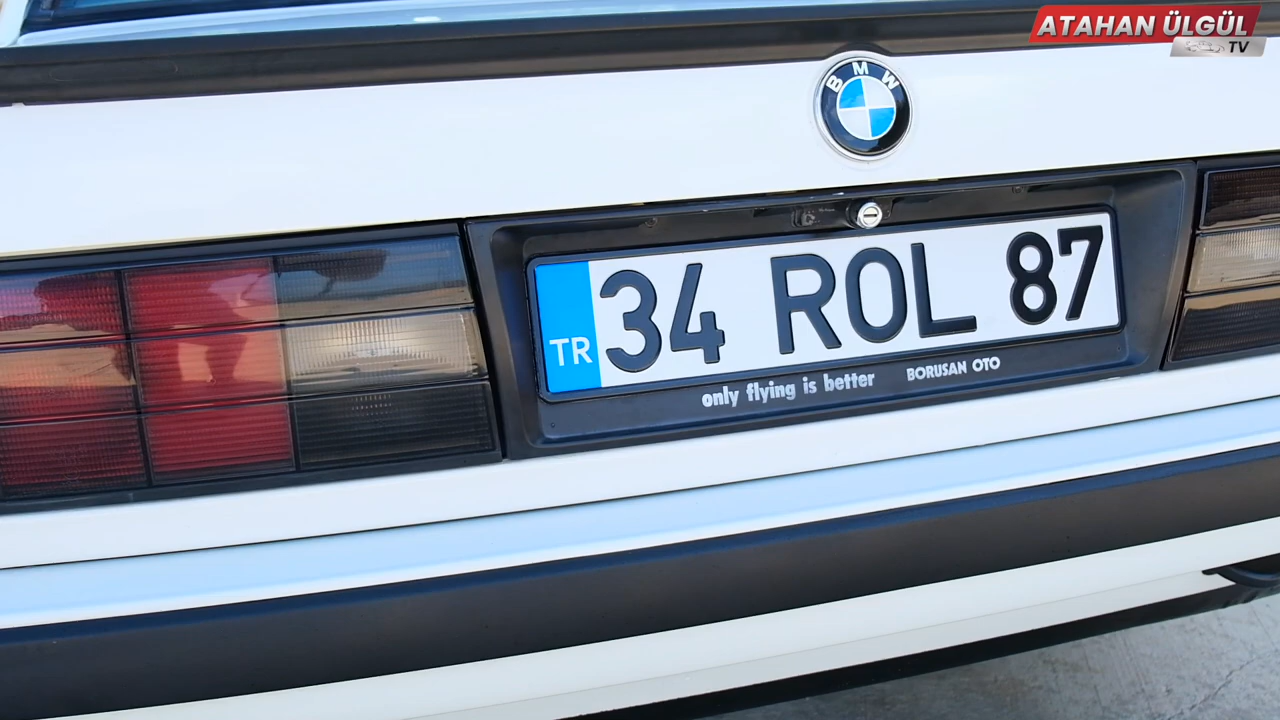 ATAHAN ÜLGÜL
TV
BMW
TR 34 ROL 87
only flying is better BORUSAN OTO